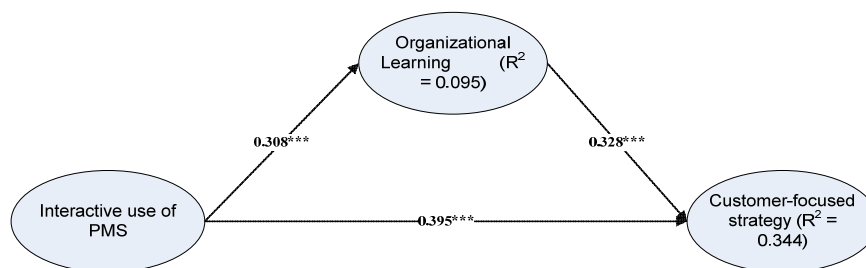 Organizational
Learning (R²
= 0.095)
0.308***
0.328***
Interactive use of
PMS
0.395***
Customer-focused
strategy (R² =
0.344)